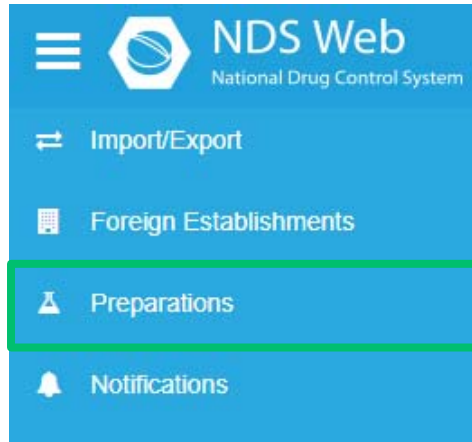 NDS Web
National Drug Control System
Import/Export
Foreign Establishments
Preparations
Notifications